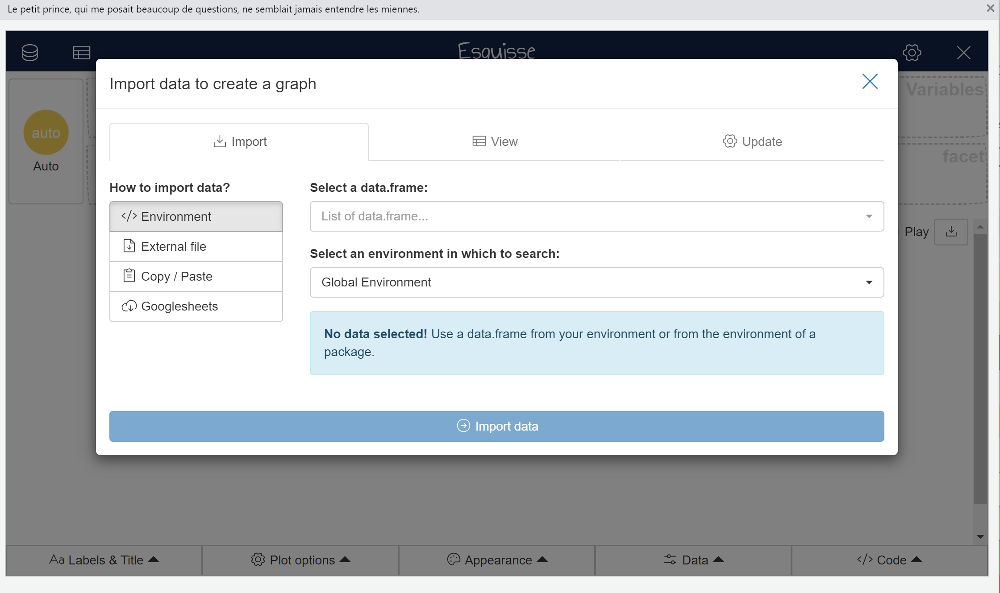 Le petit prince, qui me posait beaucoup de questions, ne semblait jamais entendre les miennes.
Esquisse
Import data to create a graph
Variables
auto
Auto
Import
View
Update
facet
How to import data?
Select a data.frame:
Environment
List of data.frame...
Play
External file
Select an environment in which to search:
Copy / Paste
Global Environment
Googlesheets
No data selected! Use a data.frame from your environment or from the environment of a
package.
Import data
Aa Labels & Title
Plot options
Appearance
Data
</> Code